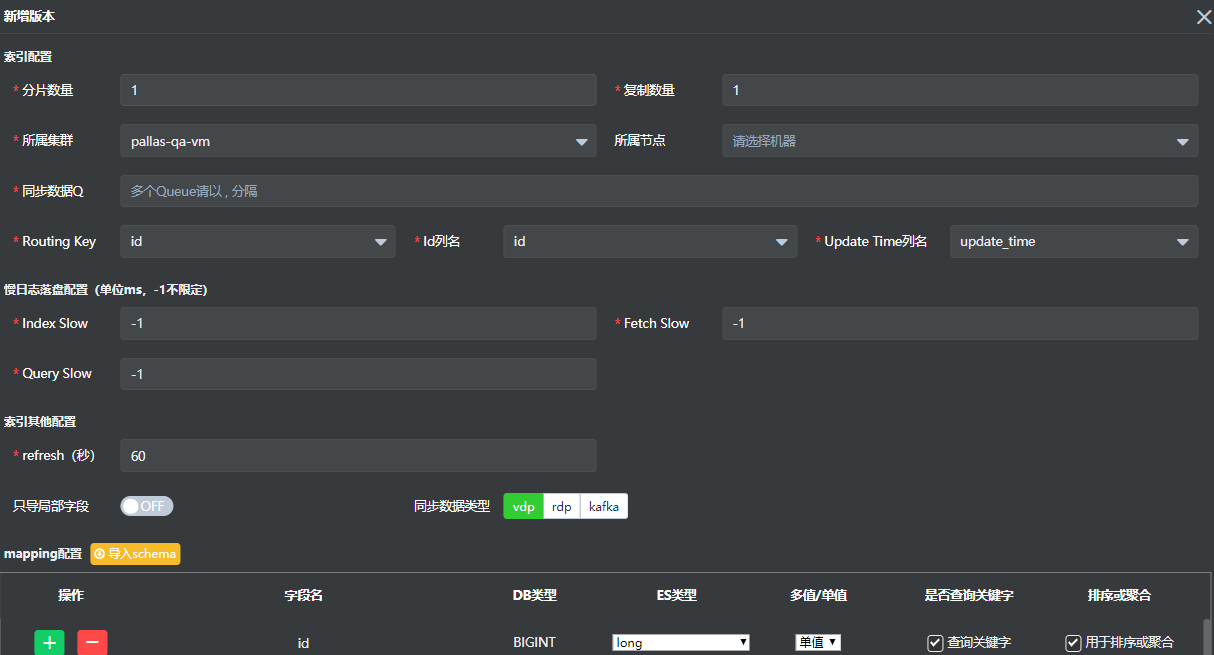 新增版本
索引配置
* 分片数量 1 * 复制数量 1
* 所属集群 pallas-qa-vm 所属节点 请选择机器
* 同步数据Q 多个Queue请以 , 分隔
* Routing Key id * Id列名 id * Update Time列名 update_time
慢日志落盘配置（单位ms，-1不限定）
* Index Slow -1 * Fetch Slow -1
* Query Slow -1
索引其他配置
* refresh（秒） 60
只导局部字段 OFF 同步数据类型 vdp rdp kafka
mapping配置 导入schema
操作 字段名 DB类型 ES类型 多值/单值 是否查询关键字 排序或聚合
id BIGINT long 单值 查询关键字 用于排序或聚合